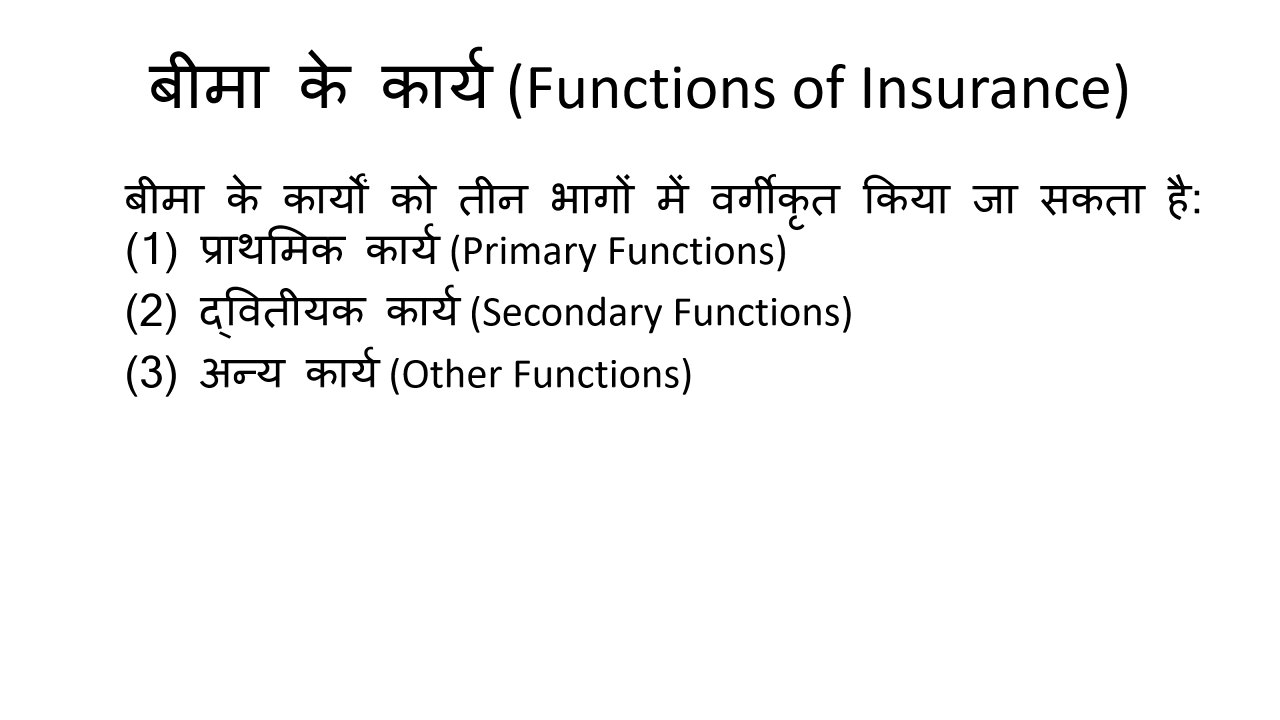 बीमा के कार्य (Functions of Insurance)
बीमा के कार्यों को तीन भागों में वर्गीकृत किया जा सकता है:
(1) प्राथमिक कार्य (Primary Functions)
(2) द्वितीयक कार्य (Secondary Functions)
(3) अन्य कार्य (Other Functions)